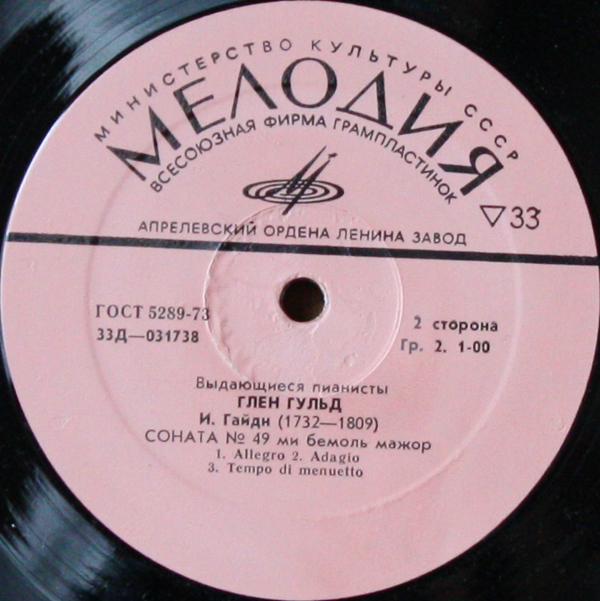 МИНИСТЕРСТВО КУЛЬТУРЫ СССР
МЕЛОДИЯ
ВСЕСОЮЗНАЯ ФИРМА ГРАМПЛАСТИНОК
▽33
АПРЕЛЕВСКИЙ ОРДЕНА ЛЕНИНА ЗАВОД
ГОСТ 5289-73
33Д—031738
2 сторона
Гр. 2. 1-00
Выдающиеся пианисты
ГЛЕН ГУЛЬД
И. Гайдн (1732—1809)
СОНАТА № 49 ми бемоль мажор
1. Allegro 2. Adagio
3. Tempo di menuetto